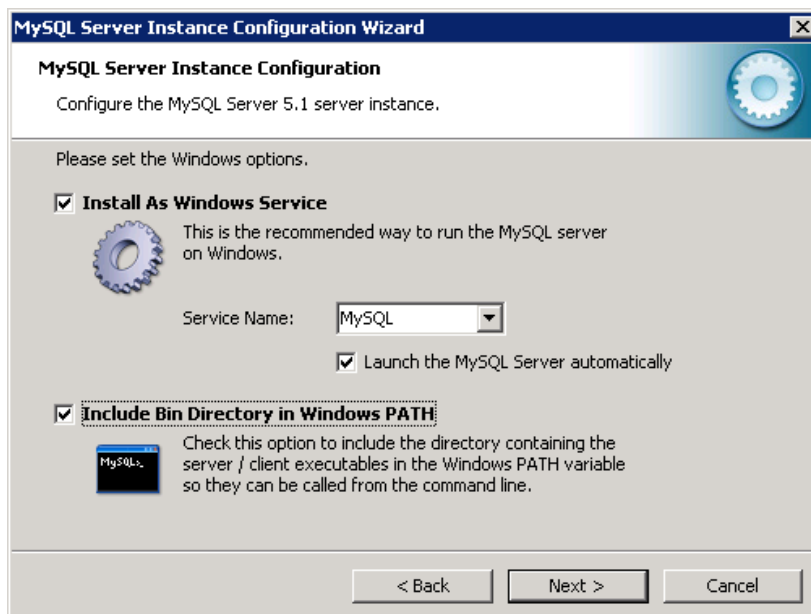 MySQL Server Instance Configuration Wizard
MySQL Server Instance Configuration
Configure the MySQL Server 5.1 server instance.
Please set the Windows options.
Install As Windows Service
This is the recommended way to run the MySQL server
on Windows.
Service Name: MySQL
Launch the MySQL Server automatically
Include Bin Directory in Windows PATH
Check this option to include the directory containing the
server / client executables in the Windows PATH variable
so they can be called from the command line.
MySQL>_
< Back Next > Cancel